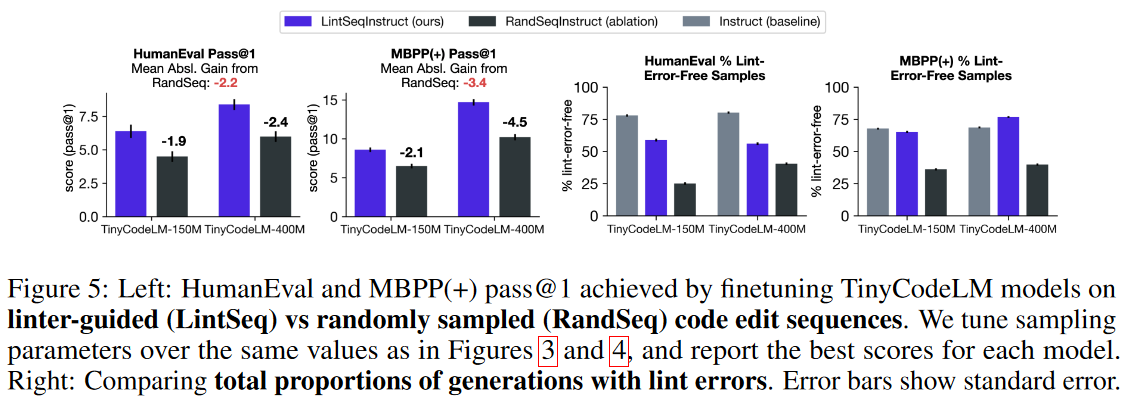 LintSeqInstruct (ours) RandSeqInstruct (ablation) Instruct (baseline)
HumanEval Pass@1
Mean Absl. Gain from
RandSeq: -2.2
score (pass@1)
7.5
5.0
2.5
0.0
-1.9
-2.4
TinyCodeLM-150M TinyCodeLM-400M
MBPP(+) Pass@1
Mean Absl. Gain from
RandSeq: -3.4
score (pass@1)
15
10
5
0
-2.1
-4.5
TinyCodeLM-150M TinyCodeLM-400M
HumanEval % Lint-
Error-Free Samples
% lint-error-free
100
75
50
25
0
TinyCodeLM-150M TinyCodeLM-400M
MBPP(+) % Lint-
Error-Free Samples
% lint-error-free
100
75
50
25
0
TinyCodeLM-150M TinyCodeLM-400M
Figure 5: Left: HumanEval and MBPP(+) pass@1 achieved by finetuning TinyCodeLM models on
linter-guided (LintSeq) vs randomly sampled (RandSeq) code edit sequences. We tune sampling
parameters over the same values as in Figures 3 and 4, and report the best scores for each model.
Right: Comparing total proportions of generations with lint errors. Error bars show standard error.